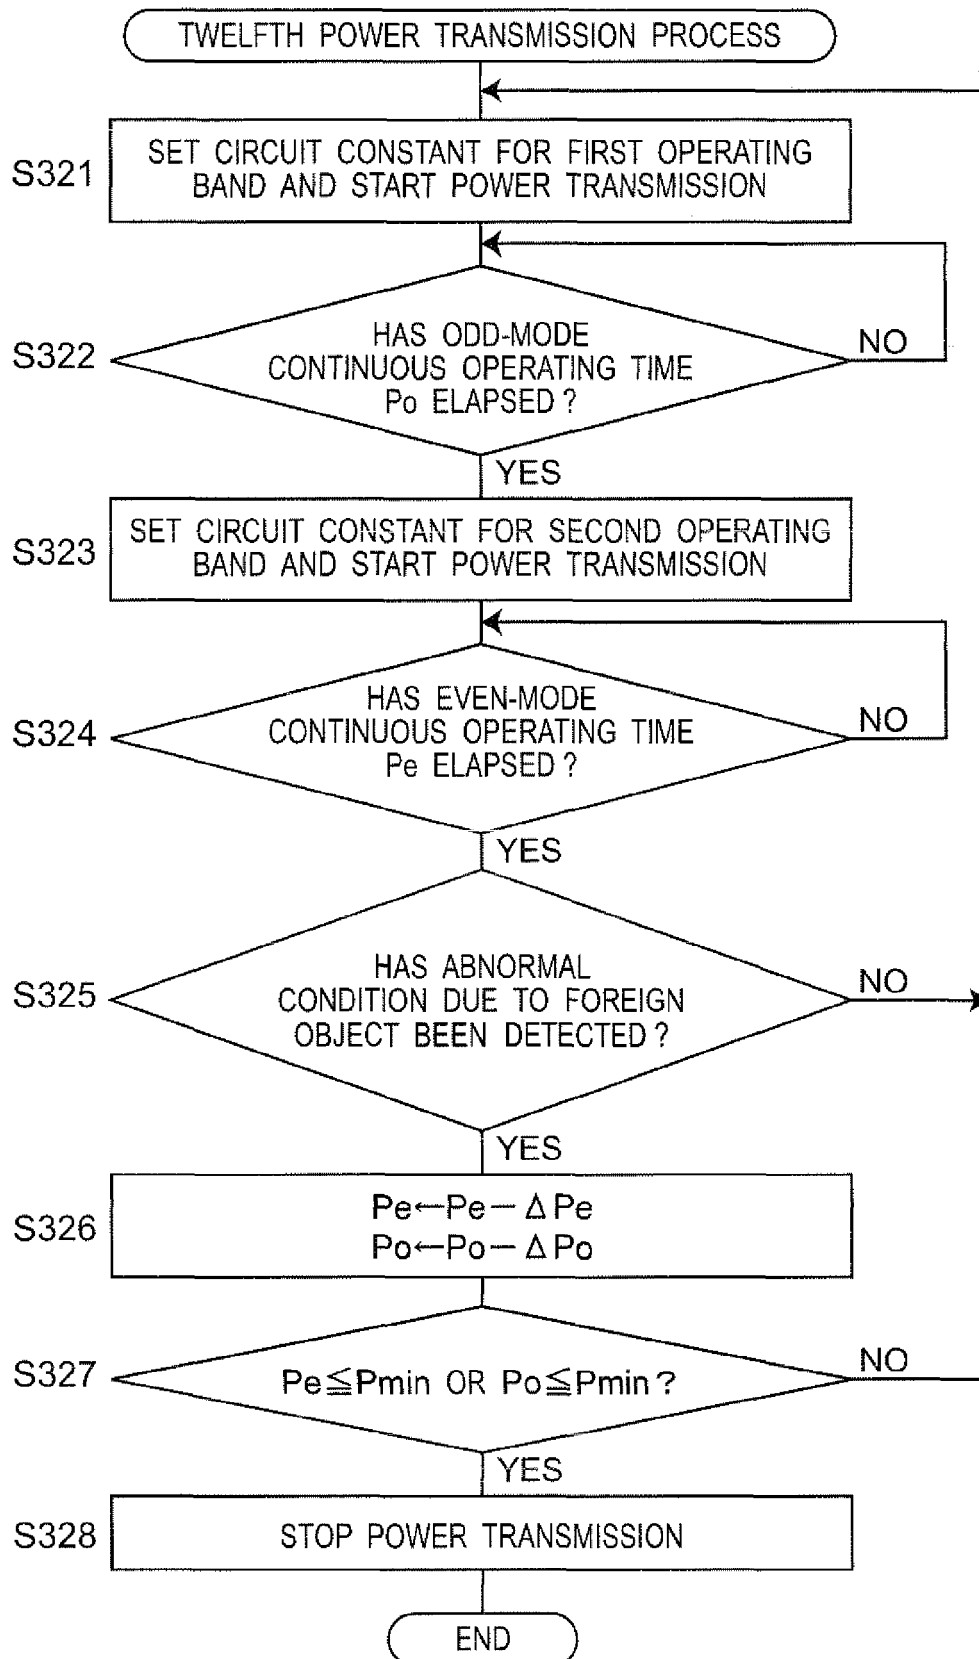 TWELFTH POWER TRANSMISSION PROCESS
S321
SET CIRCUIT CONSTANT FOR FIRST OPERATING
BAND AND START POWER TRANSMISSION
S322
HAS ODD-MODE
CONTINUOUS OPERATING TIME
Po ELAPSED ?
NO
YES
S323
SET CIRCUIT CONSTANT FOR SECOND OPERATING
BAND AND START POWER TRANSMISSION
S324
HAS EVEN-MODE
CONTINUOUS OPERATING TIME
Pe ELAPSED ?
NO
YES
S325
HAS ABNORMAL
CONDITION DUE TO FOREIGN
OBJECT BEEN DETECTED ?
NO
YES
S326
Pe←Pe− Δ Pe
Po←Po− Δ Po
S327
Pe≦Pmin OR Po≦Pmin ?
NO
YES
S328
STOP POWER TRANSMISSION
END